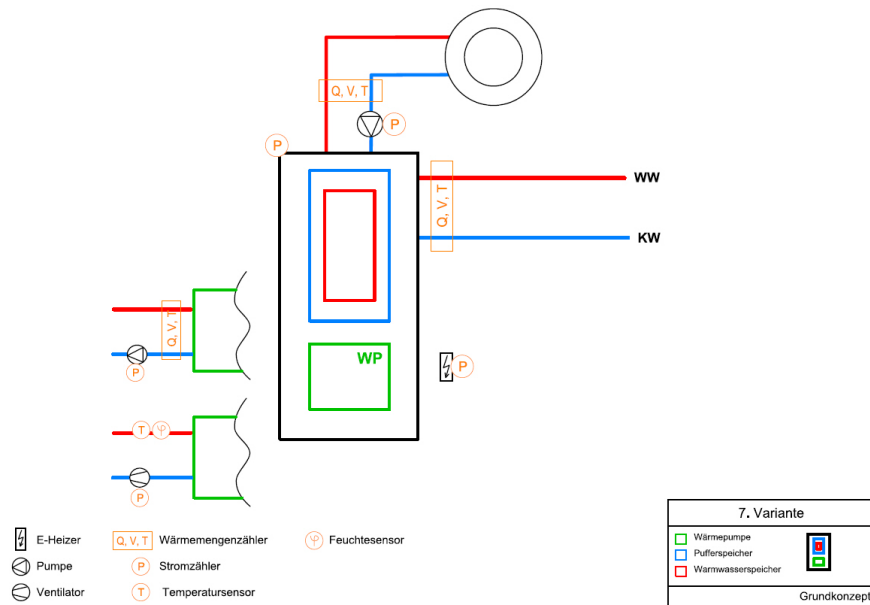 Q, V, T
P
P
Q, V, T
WW
KW
Q, V, T
P
WP
P
T φ
P
E-Heizer
Q, V, T Wärmemengenzähler
φ Feuchtesensor
Pumpe
P Stromzähler
Ventilator
T Temperatursensor
7. Variante
Wärmepumpe
Pufferspeicher
Warmwasserspeicher
Grundkonzept